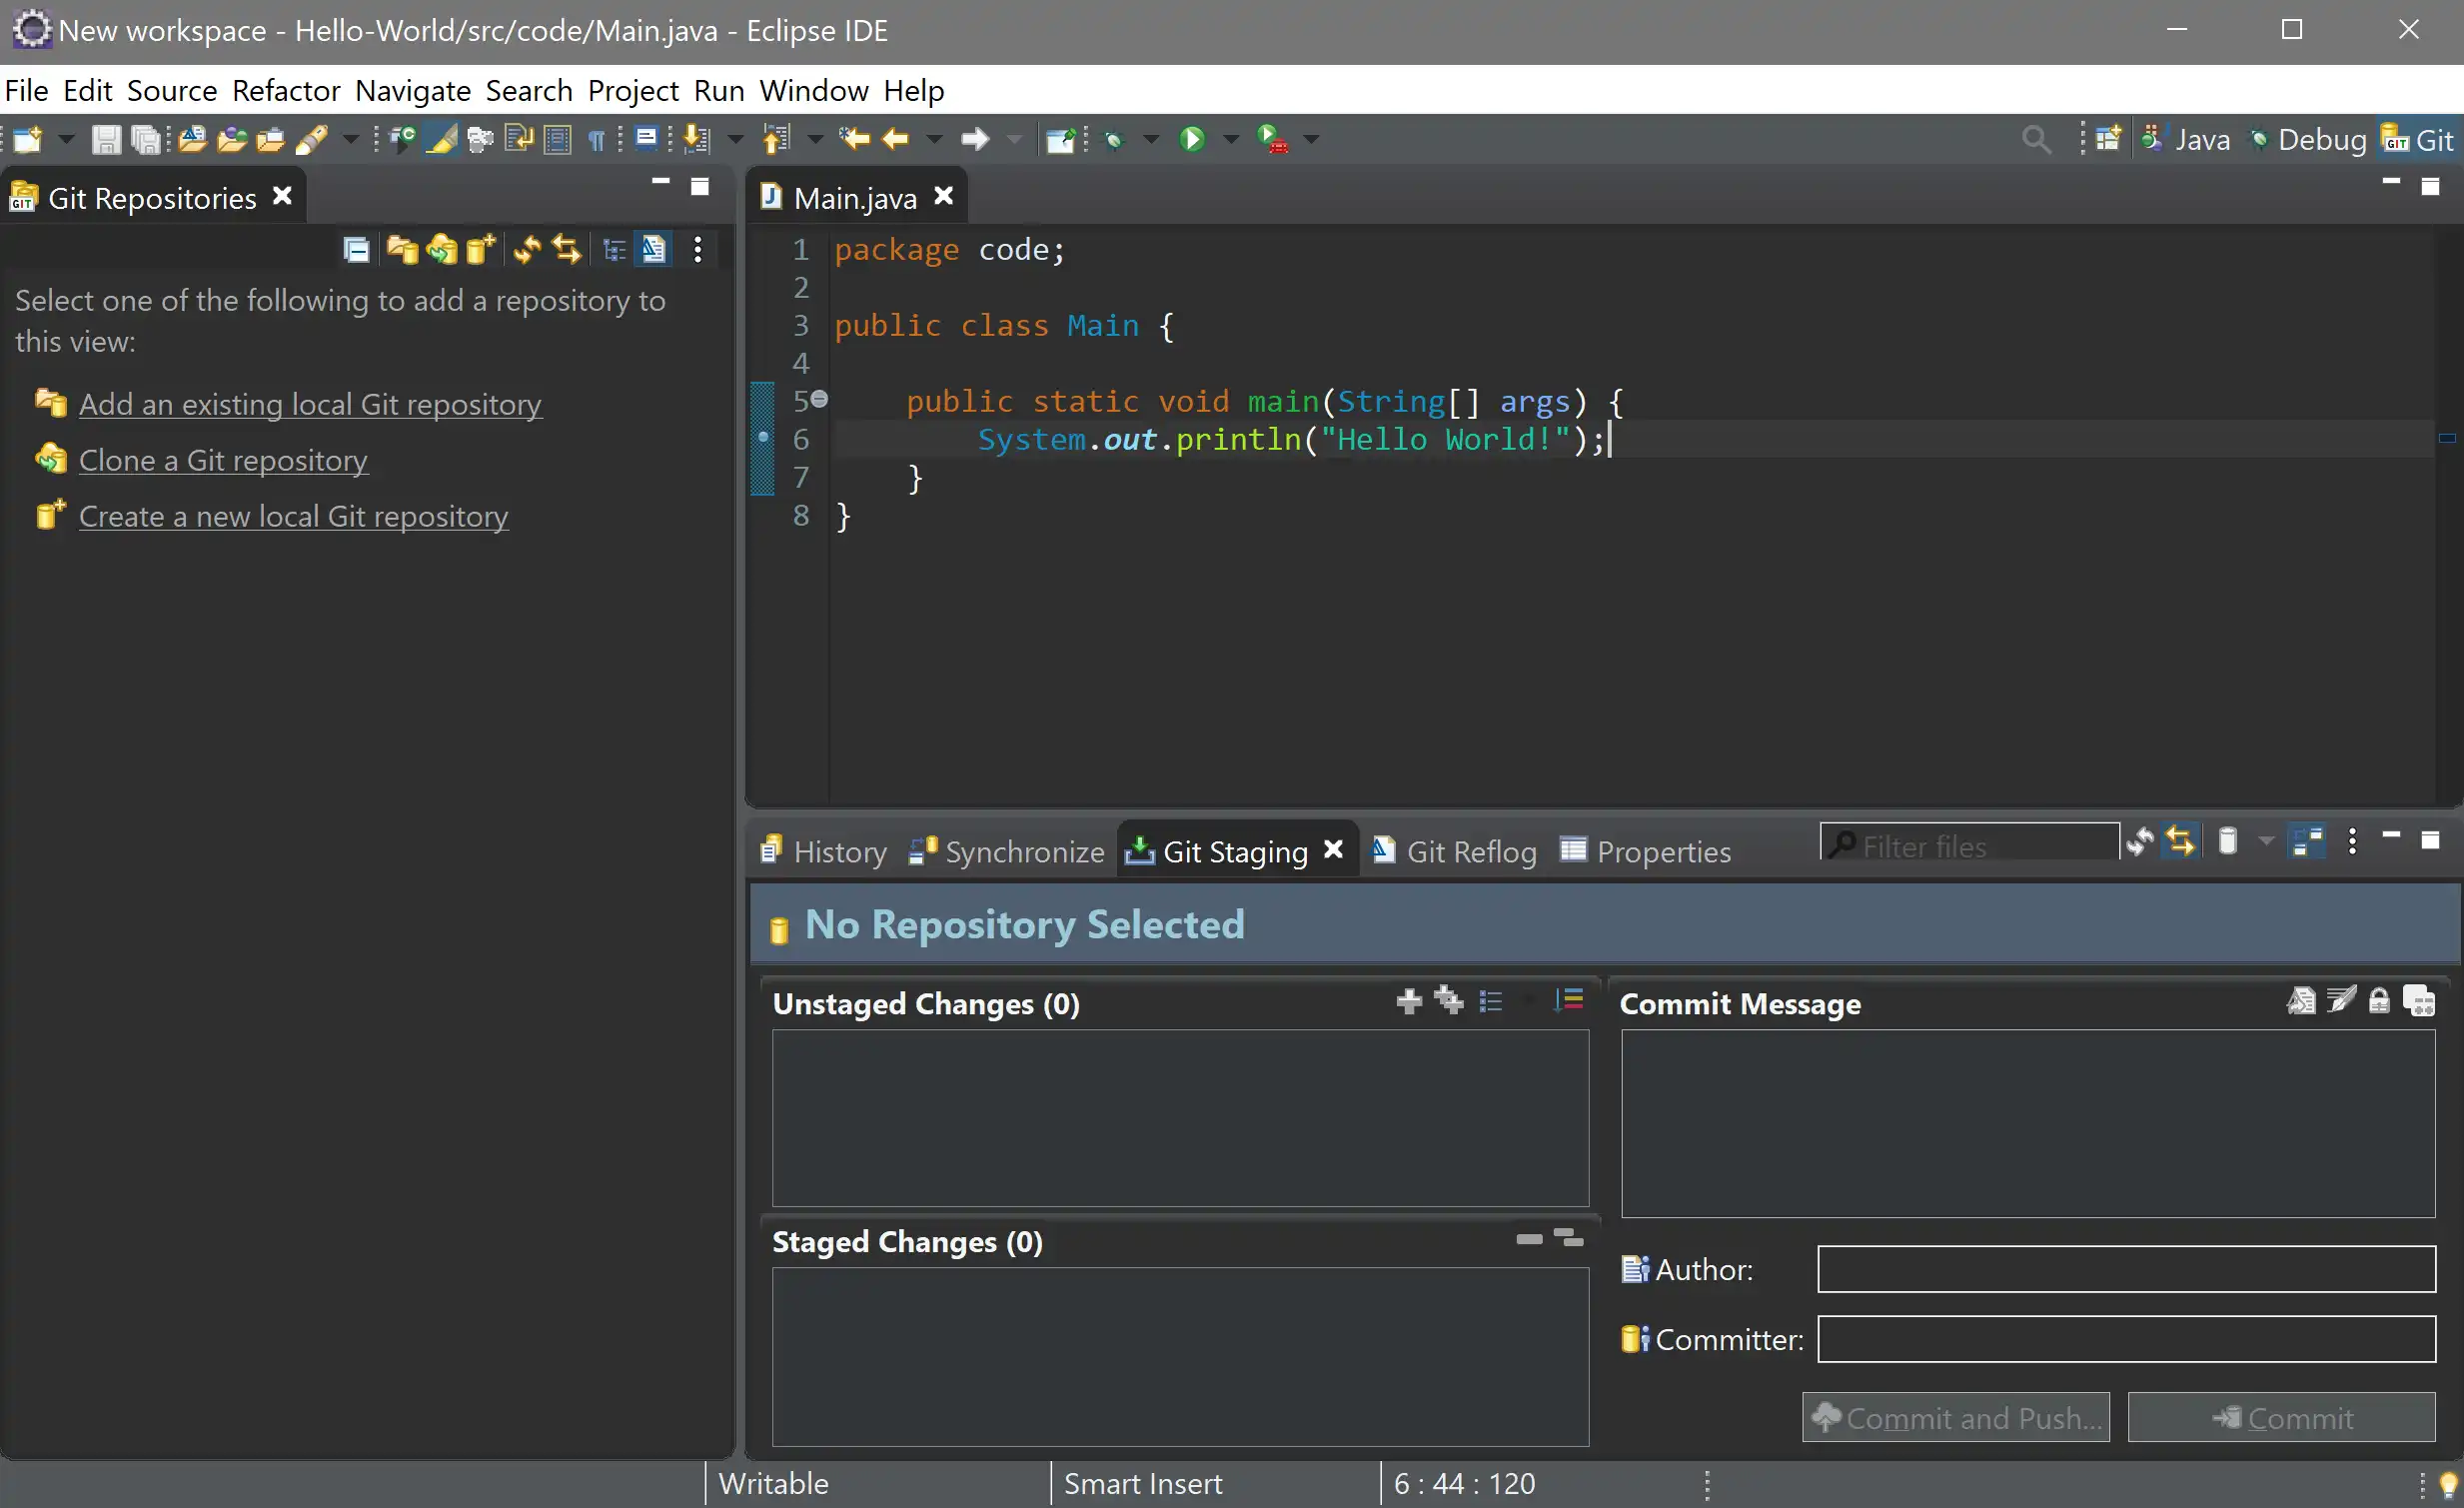 New workspace - Hello-World/src/code/Main.java - Eclipse IDE
File Edit Source Refactor Navigate Search Project Run Window Help
Java Debug GIT Git
GIT Git Repositories
Select one of the following to add a repository to
this view:
Add an existing local Git repository
Clone a Git repository
Create a new local Git repository
Main.java
1 package code;
2
3 public class Main {
4
5     public static void main(String[] args) {
6         System.out.println("Hello World!");
7     }
8 }
History Synchronize Git Staging Git Reflog Properties Filter files
No Repository Selected
Unstaged Changes (0)
Staged Changes (0)
Commit Message
Author:
Committer:
Commit and Push... Commit
Writable Smart Insert 6 : 44 : 120